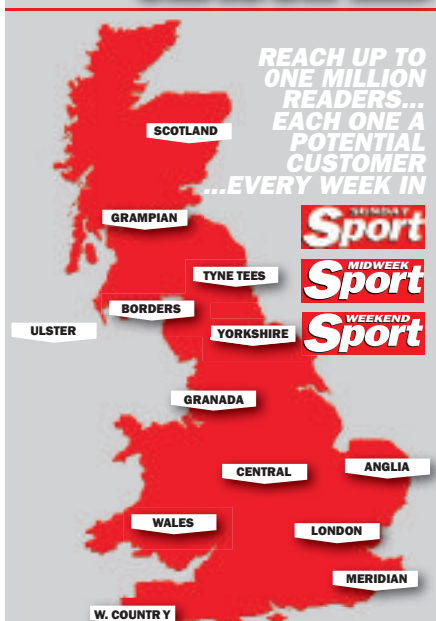 REACH UP TO
ONE MILLION
READERS...
EACH ONE A
POTENTIAL
CUSTOMER
...EVERY WEEK IN
SCOTLAND
GRAMPIAN
SUNDAY
Sport
TYNE TEES
MIDWEEK
Sport
BORDERS
ULSTER
YORKSHIRE
WEEKEND
Sport
GRANADA
CENTRAL
ANGLIA
WALES
LONDON
MERIDIAN
W. COUNTRY